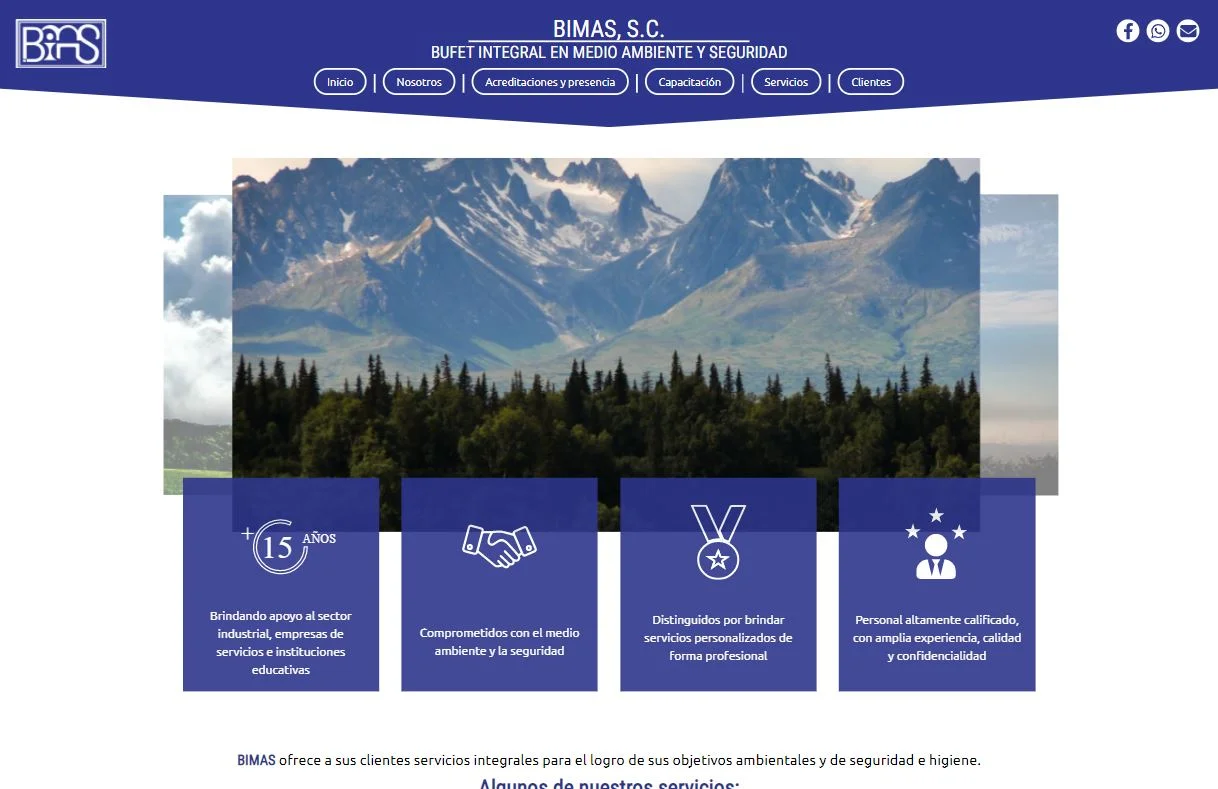 BiMAS
BIMAS, S.C.
BUFET INTEGRAL EN MEDIO AMBIENTE Y SEGURIDAD
Inicio | Nosotros | Acreditaciones y presencia | Capacitación | Servicios | Clientes
+15 AÑOS
Brindando apoyo al sector
industrial, empresas de
servicios e instituciones
educativas
Comprometidos con el medio
ambiente y la seguridad
Distinguidos por brindar
servicios personalizados de
forma profesional
Personal altamente calificado,
con amplia experiencia, calidad
y confidencialidad
BIMAS ofrece a sus clientes servicios integrales para el logro de sus objetivos ambientales y de seguridad e higiene.
Algunos de nuestros servicios: